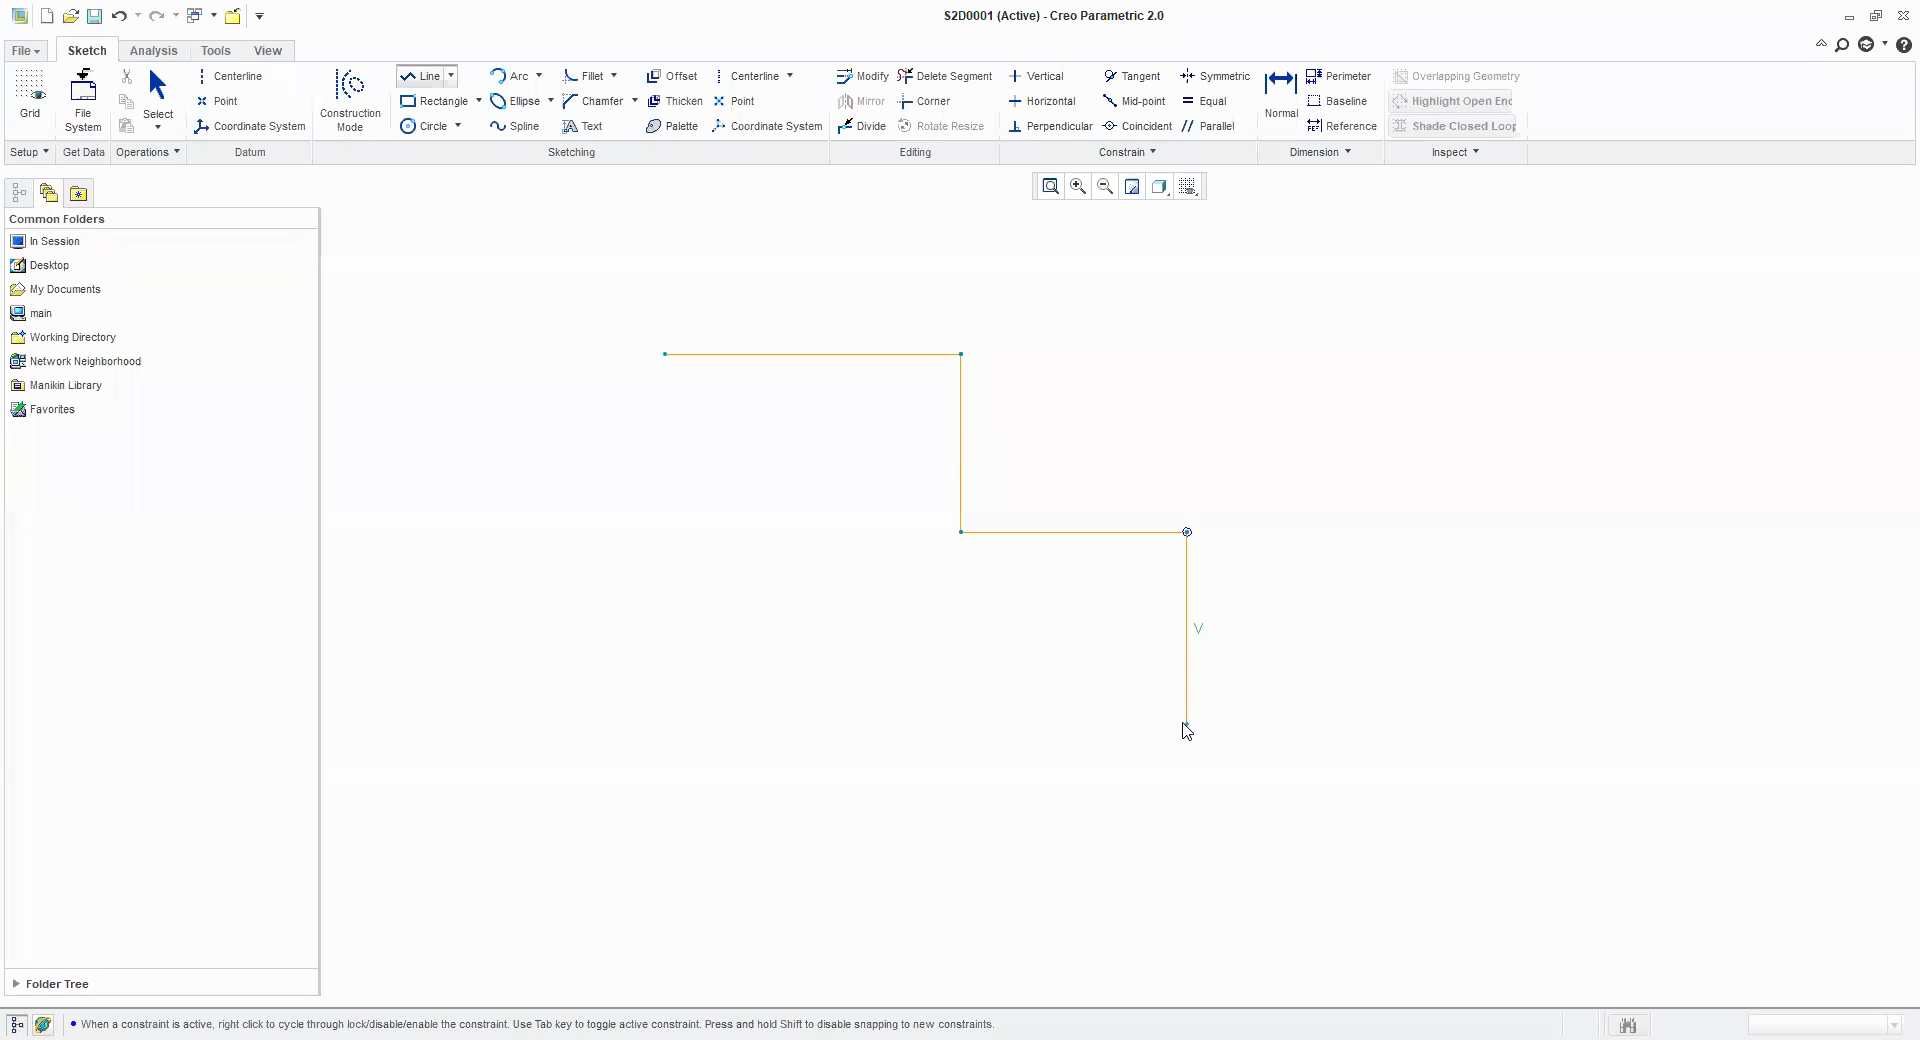 S2D0001 (Active) - Creo Parametric 2.0
File Sketch Analysis Tools View
Grid
File System
Select
Centerline
Point
Coordinate System
Construction Mode
Line Arc Fillet Offset Centerline
Rectangle Ellipse Chamfer Thicken Point
Circle Spline Text Palette Coordinate System
Modify Delete Segment
Mirror Corner
Divide Rotate Resize
Vertical Tangent Symmetric
Horizontal Mid-point Equal
Perpendicular Coincident Parallel
Normal
Perimeter
Baseline
Reference
Overlapping Geometry
Highlight Open End
Shade Closed Loop
Setup Get Data Operations Datum Sketching Editing Constrain Dimension Inspect
Common Folders
In Session
Desktop
My Documents
main
Working Directory
Network Neighborhood
Manikin Library
Favorites
V
Folder Tree
When a constraint is active, right click to cycle through lock/disable/enable the constraint. Use Tab key to toggle active constraint. Press and hold Shift to disable snapping to new constraints.